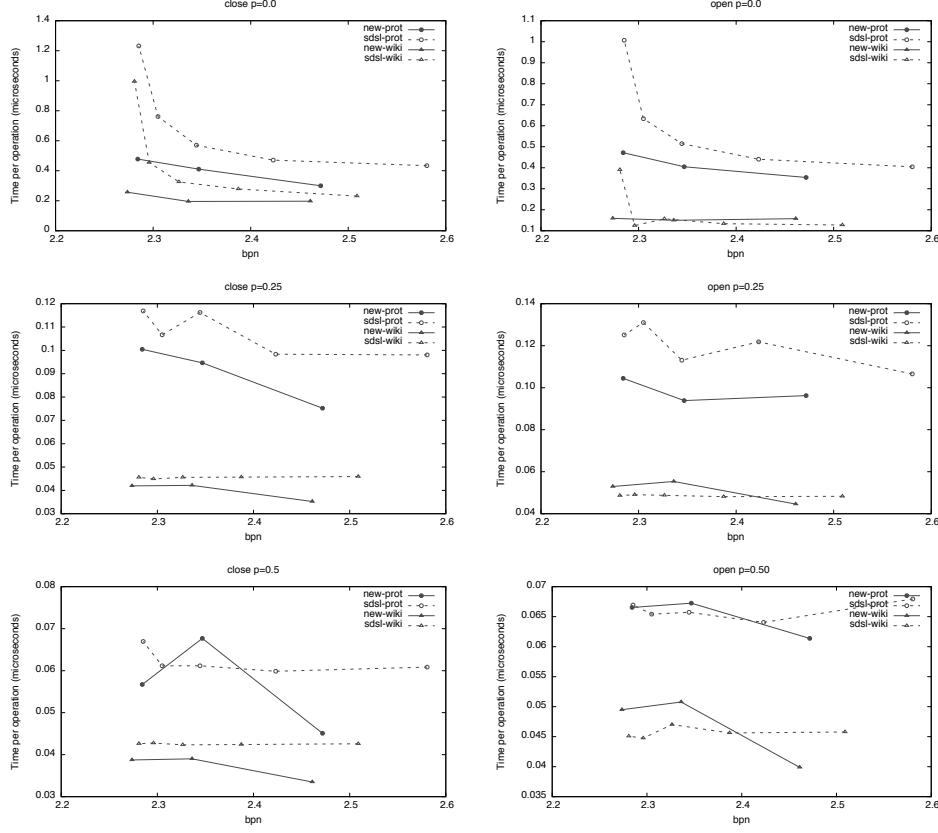 close p=0.0
Time per operation (microseconds)
1.4
1.2
1
0.8
0.6
0.4
0.2
0
2.2
2.3
2.4
2.5
2.6
bpn
new-prot
sdsl-prot
new-wiki
sdsl-wiki
open p=0.0
Time per operation (microseconds)
1.1
1
0.9
0.8
0.7
0.6
0.5
0.4
0.3
0.2
0.1
2.2
2.3
2.4
2.5
2.6
bpn
new-prot
sdsl-prot
new-wiki
sdsl-wiki
close p=0.25
Time per operation (microseconds)
0.12
0.11
0.1
0.09
0.08
0.07
0.06
0.05
0.04
0.03
2.2
2.3
2.4
2.5
2.6
bpn
new-prot
sdsl-prot
new-wiki
sdsl-wiki
open p=0.25
Time per operation (microseconds)
0.14
0.12
0.10
0.08
0.06
0.04
2.2
2.3
2.4
2.5
2.6
bpn
new-prot
sdsl-prot
new-wiki
sdsl-wiki
close p=0.5
Time per operation (microseconds)
0.08
0.07
0.06
0.05
0.04
0.03
2.2
2.3
2.4
2.5
2.6
bpn
new-prot
sdsl-prot
new-wiki
sdsl-wiki
open p=0.50
Time per operation (microseconds)
0.07
0.065
0.06
0.055
0.05
0.045
0.04
0.035
2.2
2.3
2.4
2.5
2.6
bpn
new-prot
sdsl-prot
new-wiki
sdsl-wiki